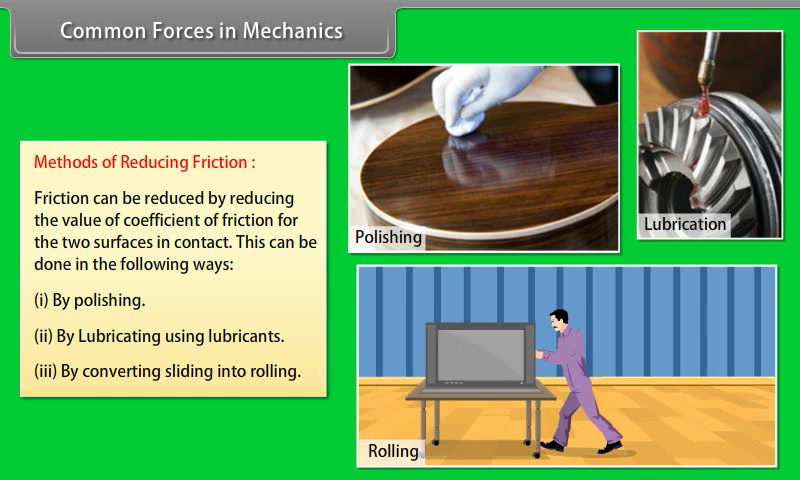 Common Forces in Mechanics
Methods of Reducing Friction :
Friction can be reduced by reducing
the value of coefficient of friction for
the two surfaces in contact. This can be
done in the following ways:
(i) By polishing.
(ii) By Lubricating using lubricants.
(iii) By converting sliding into rolling.
Polishing
Lubrication
Rolling